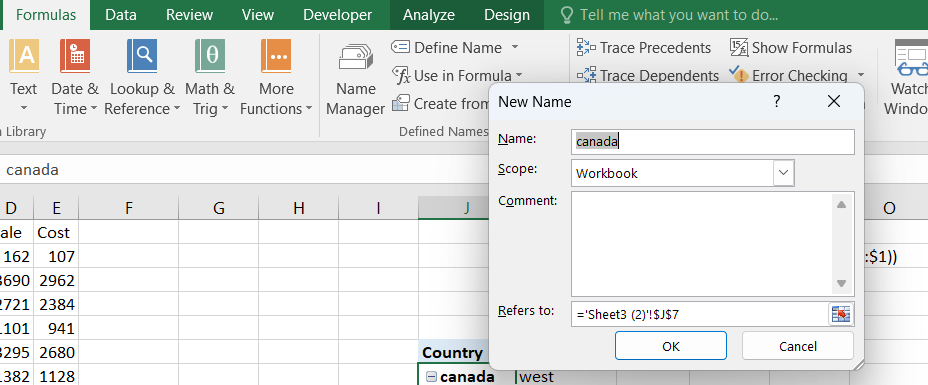 Formulas Data Review View Developer Analyze Design Tell me what you want to do...
A θ ...
Text Date & Time Lookup & Reference Math & Trig More Functions
Name Manager
Define Name
Use in Formula
Create from
Trace Precedents Show Formulas
Trace Dependents Error Checking
Library Defined Names
New Name ? ×
Name: canada
Scope: Workbook
Comment:
Refers to: ='Sheet3 (2)'!$J$7
OK Cancel
canada
D E F G H I J O
Cost
162 107 :$1))
3690 2962
2721 2384
1101 941
3295 2680 Country
1382 1128 canada west